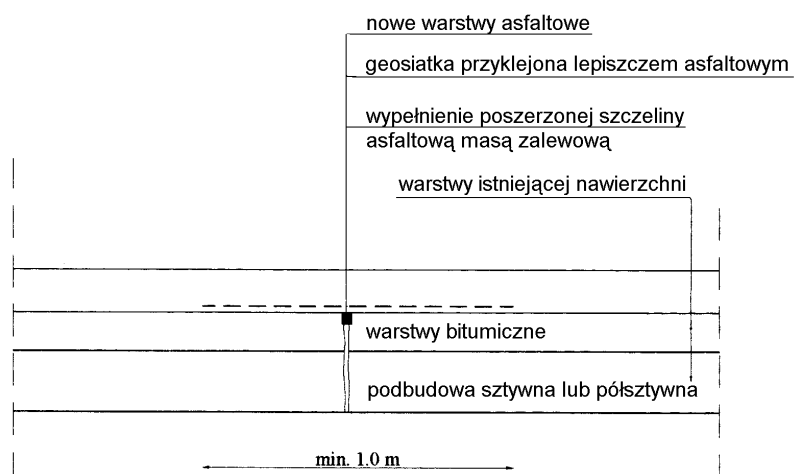 nowe warstwy asfaltowe
geosiatka przyklejona lepiszczem asfaltowym
wypełnienie poszerzonej szczeliny
asfaltową masą zalewową
warstwy istniejącej nawierzchni
warstwy bitumiczne
podbudowa sztywna lub półsztywna
min. 1.0 m